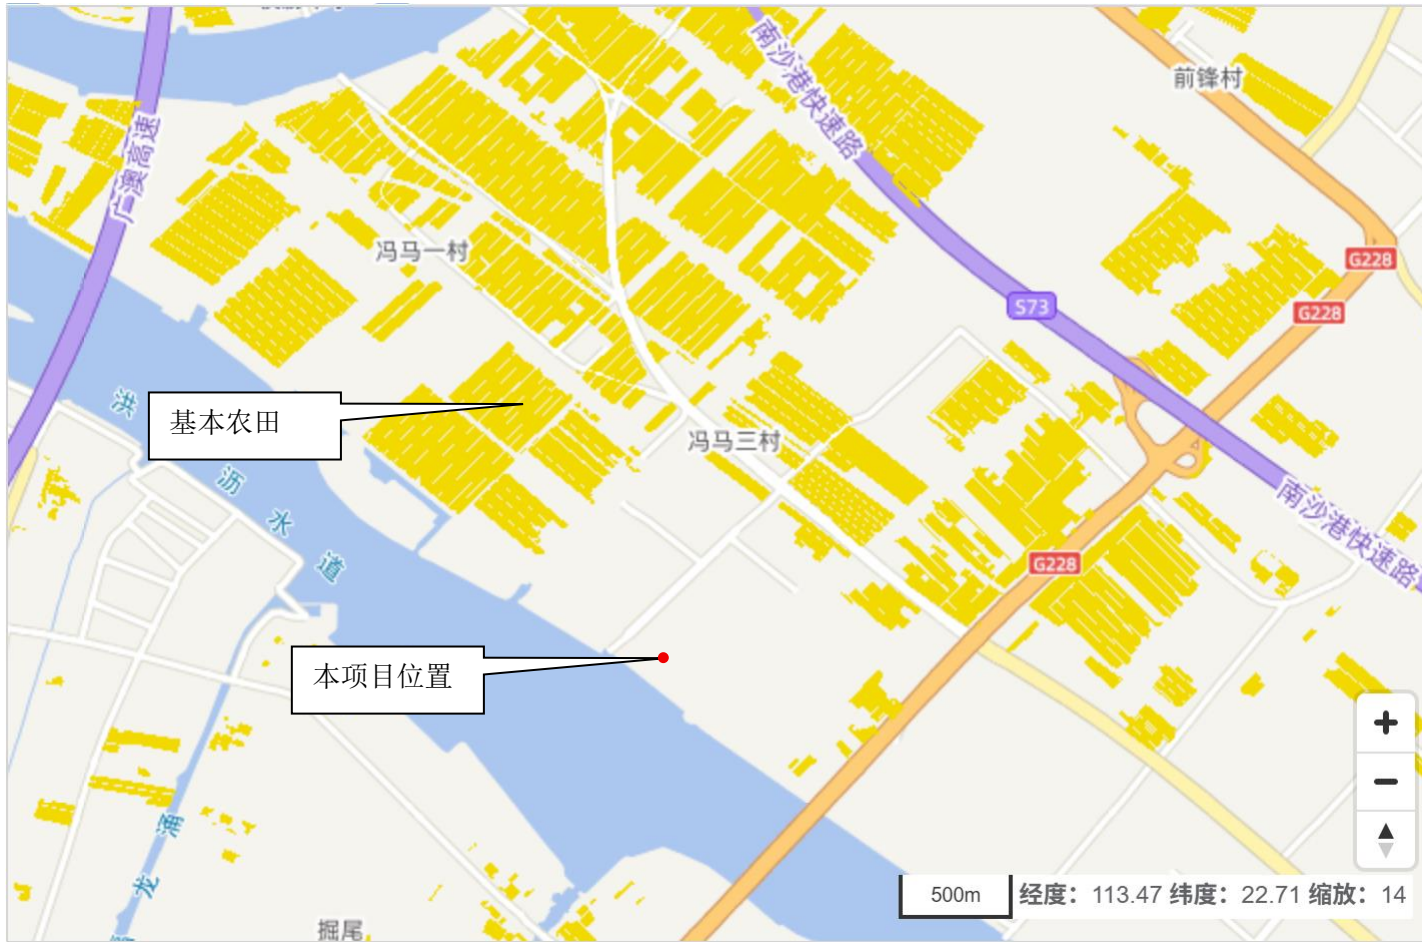 前锋村
南沙港快速路
广澳高速
冯马一村
G228
S73
G228
洪沥水道
基本农田
冯马三村
南沙港快速路
G228
本项目位置
涌
龙
掘尾
500m
经度：113.47 纬度：22.71 缩放：14